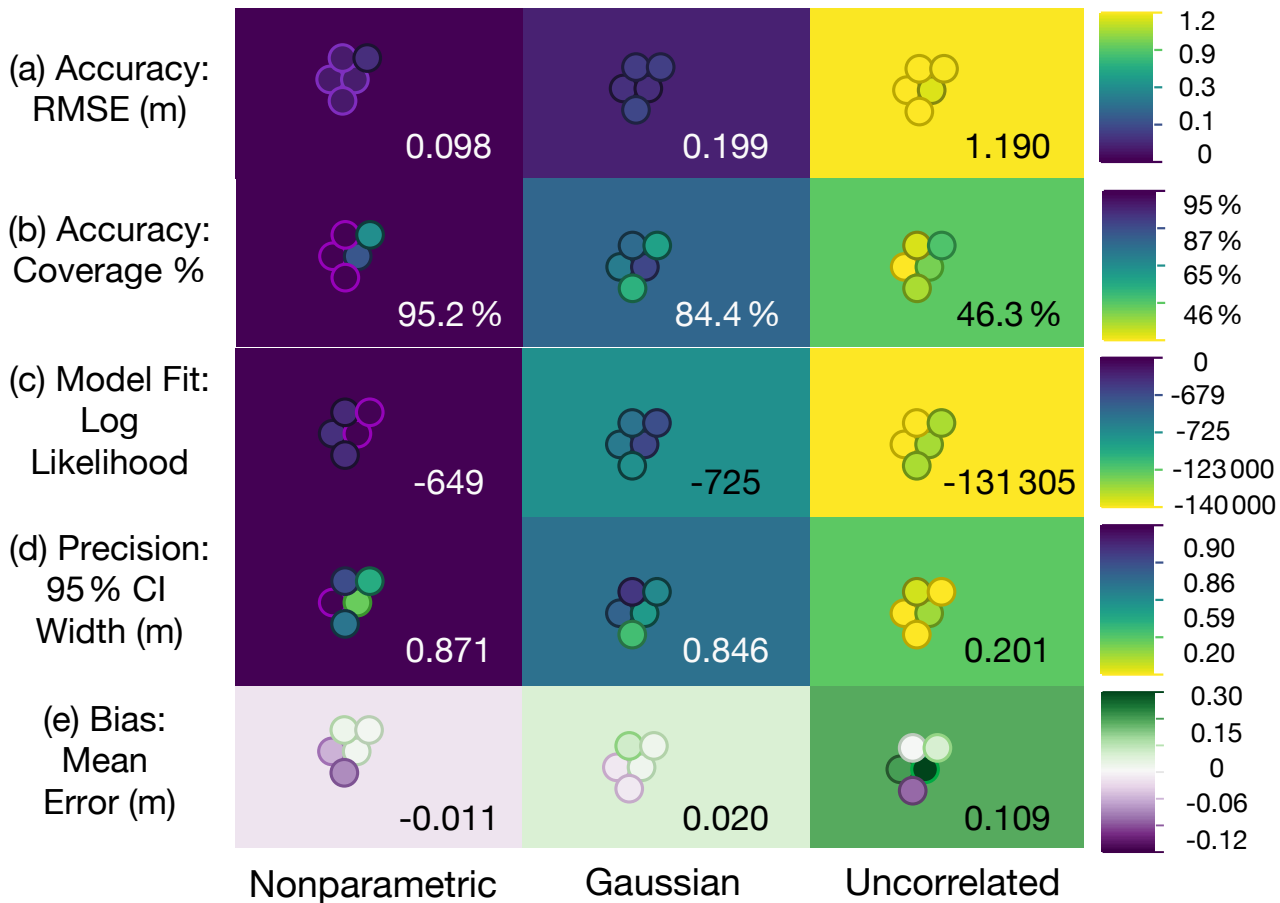 (a) Accuracy:
RMSE (m)
0.098
0.199
1.190
1.2
0.9
0.3
0.1
0
(b) Accuracy:
Coverage %
95.2 %
84.4 %
46.3 %
95 %
87 %
65 %
46 %
(c) Model Fit:
Log
Likelihood
-649
-725
-131 305
0
-679
-725
-123 000
-140 000
(d) Precision:
95 % CI
Width (m)
0.871
0.846
0.201
0.90
0.86
0.59
0.20
(e) Bias:
Mean
Error (m)
-0.011
0.020
0.109
0.30
0.15
0
-0.06
-0.12
Nonparametric
Gaussian
Uncorrelated